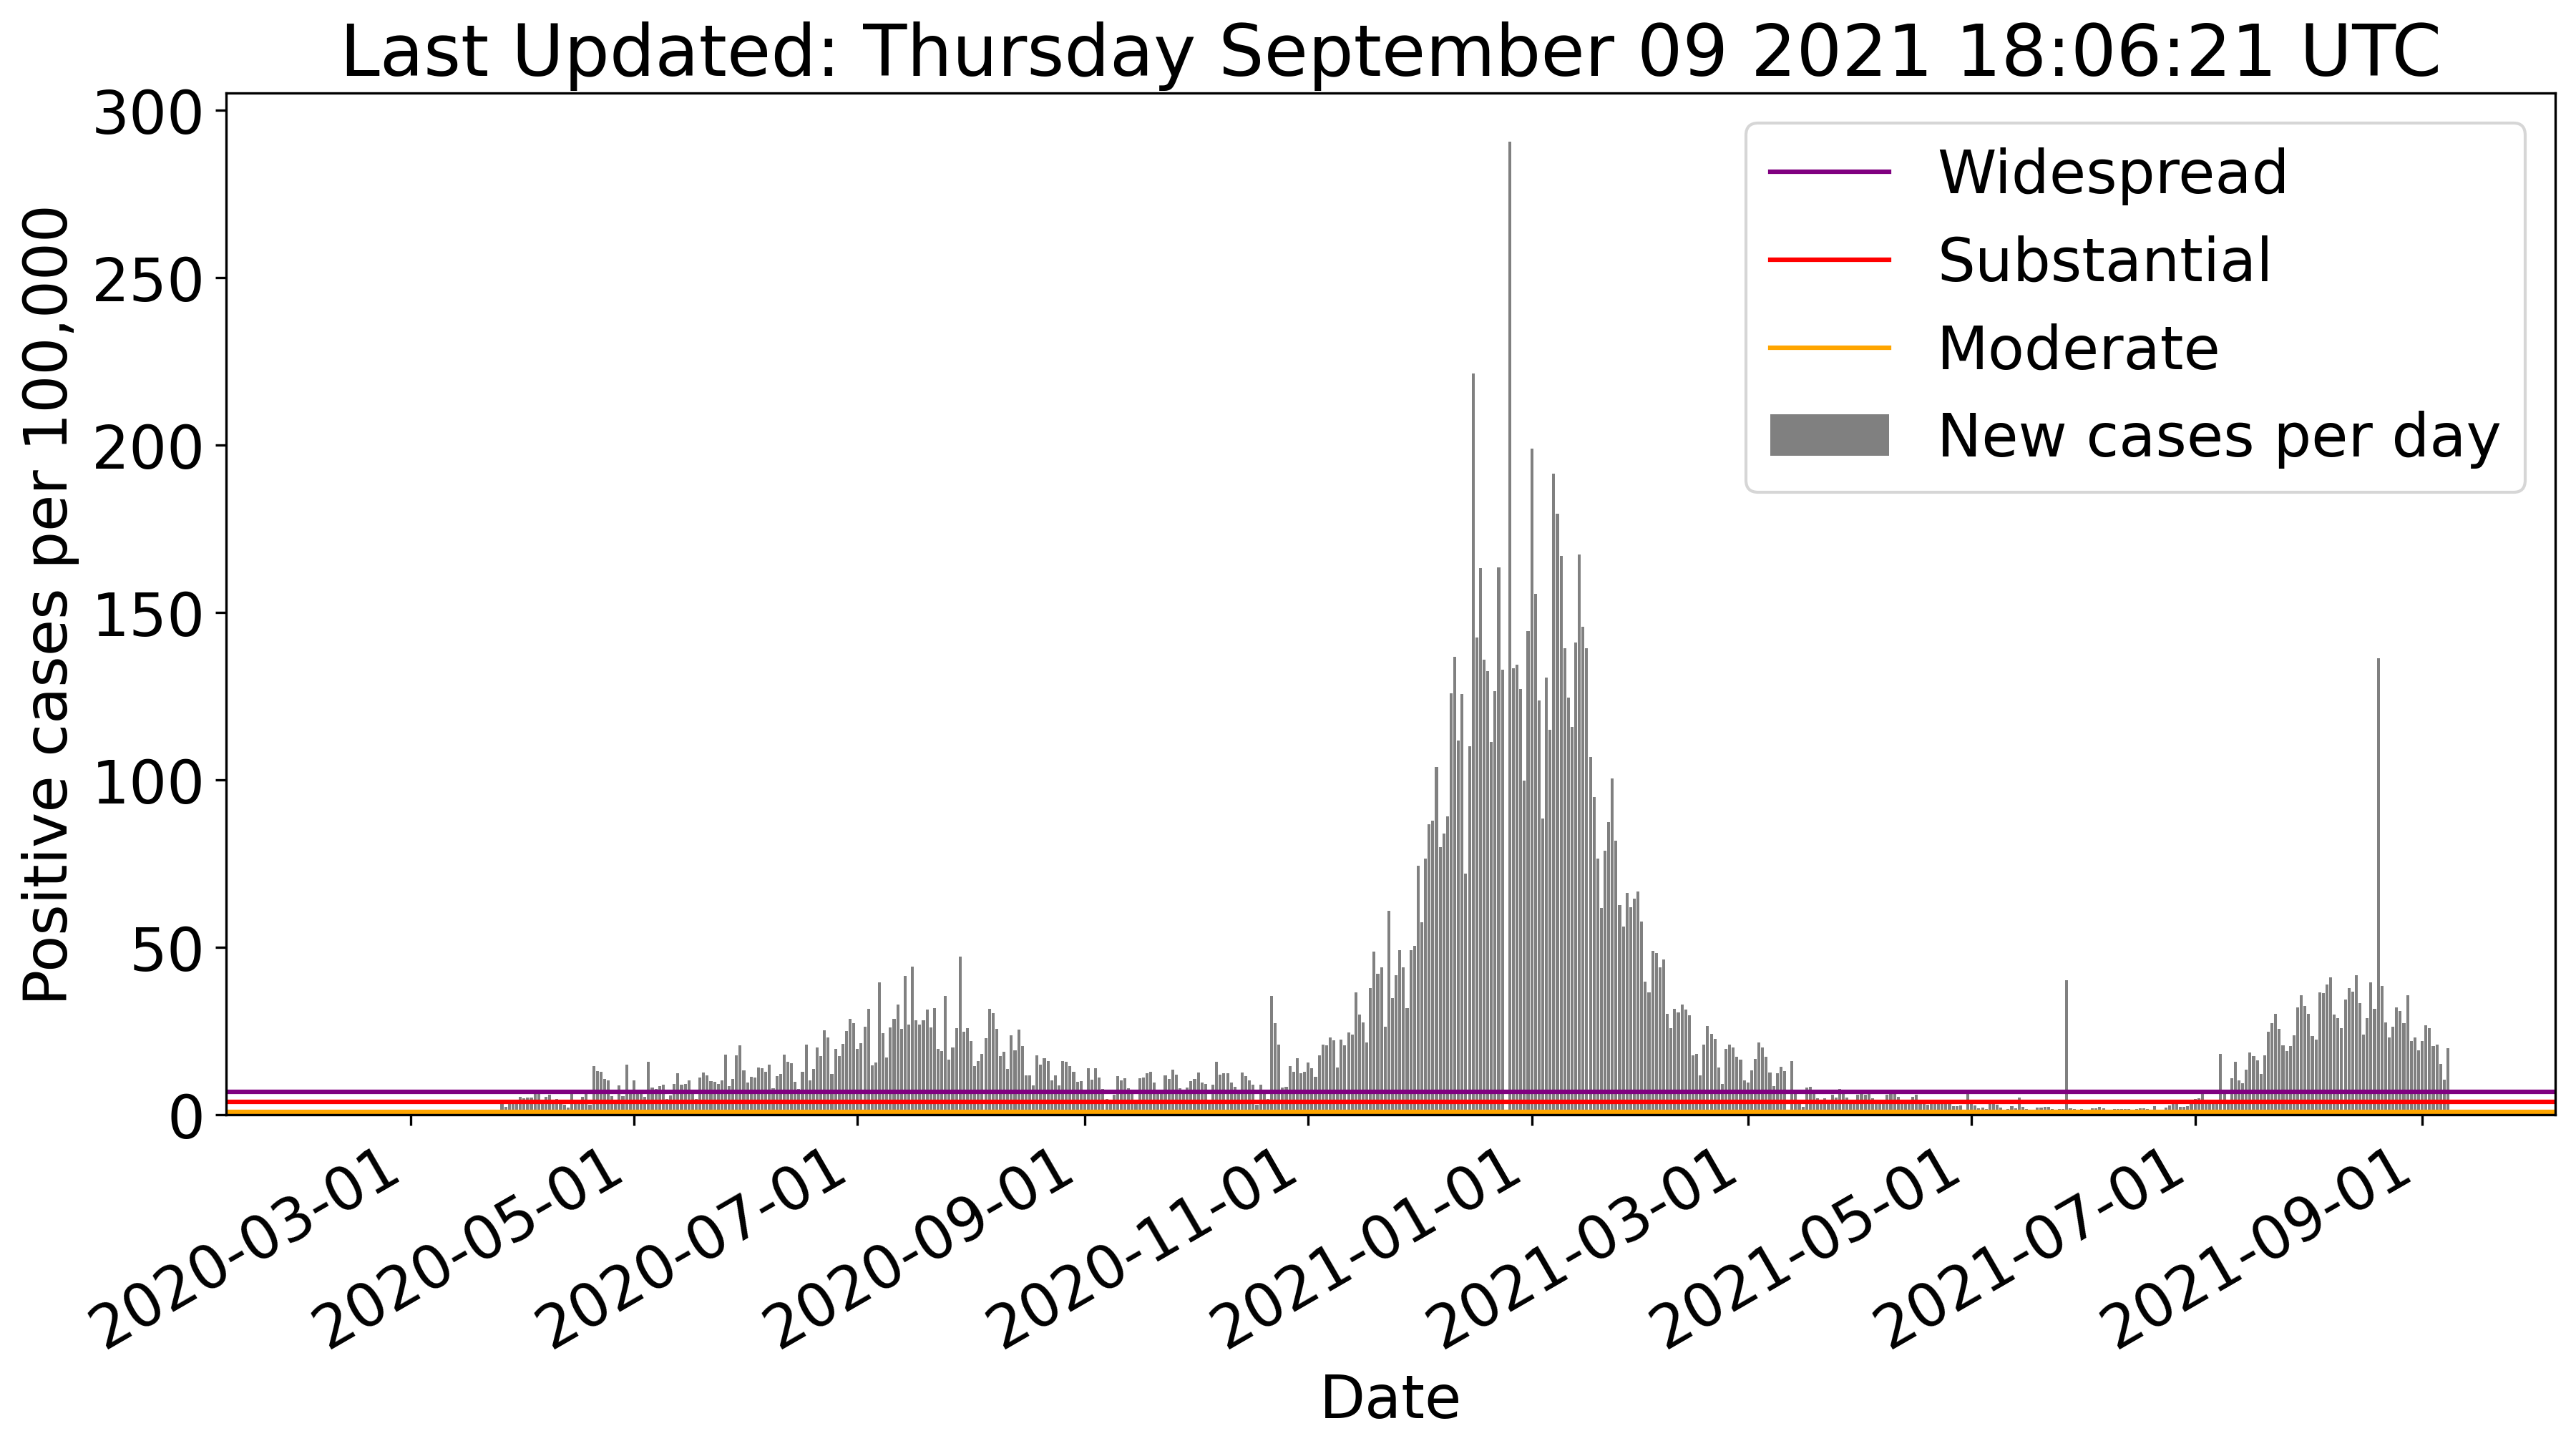 Last Updated: Thursday September 09 2021 18:06:21 UTC
300
250
200
150
100
50
0
Positive cases per 100,000
Widespread
Substantial
Moderate
New cases per day
2020-03-01
2020-05-01
2020-07-01
2020-09-01
2020-11-01
2021-01-01
2021-03-01
2021-05-01
2021-07-01
2021-09-01
Date